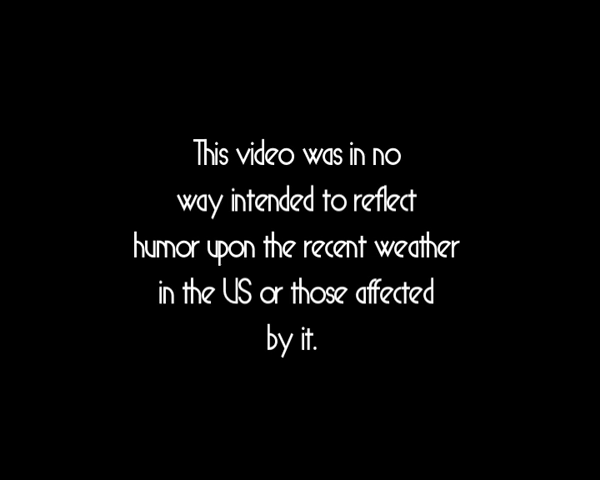 This video was in no
way intended to reflect
humor upon the recent weather
in the US or those affected
by it.